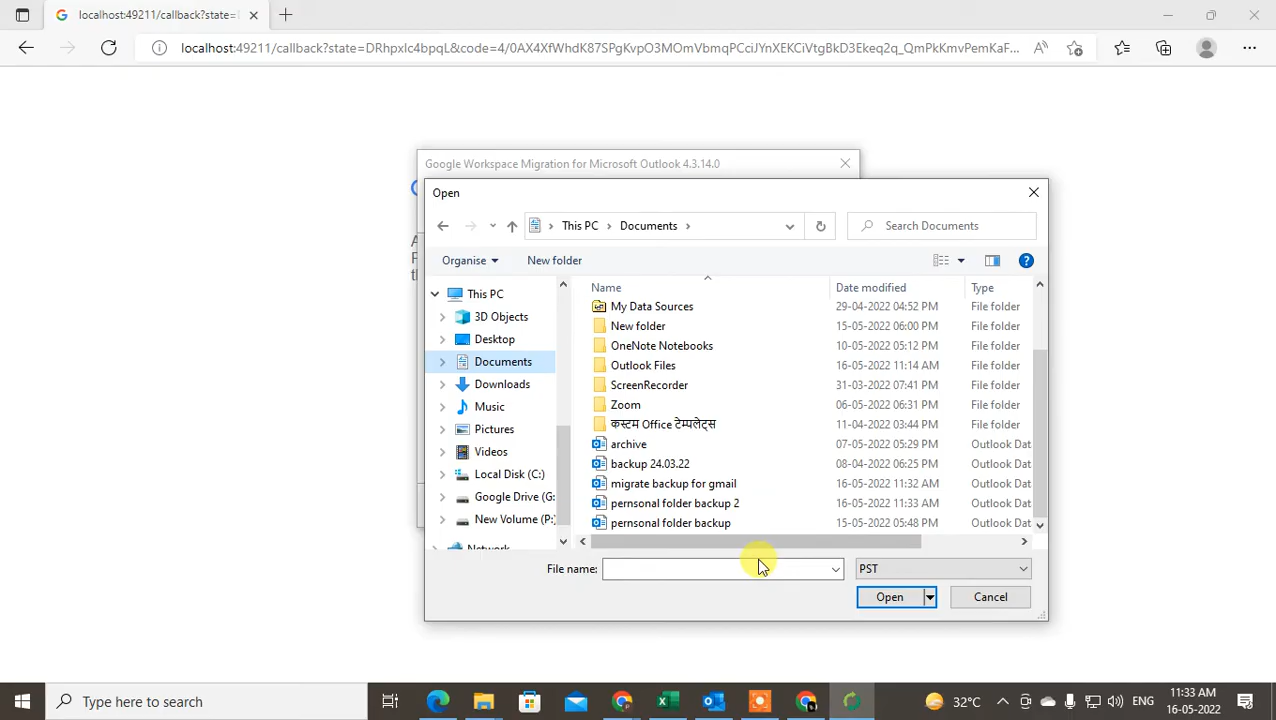 localhost:49211/callback?state=
localhost:49211/callback?state=DRhpxIc4bpqL&code=4/0AX4XfWhdK87SPgKvpO3MOmVbmqPCciJYnXEKCiVtgBkD3Ekeq2q_QmPkKmvPemKaF...
Google Workspace Migration for Microsoft Outlook 4.3.14.0
Open
This PC
Documents
Search Documents
Organise
New folder
Name
Date modified
Type
This PC
3D Objects
Desktop
Documents
Downloads
Music
Pictures
Videos
Local Disk (C:)
Google Drive (G:
New Volume (P:)
Network
My Data Sources 29-04-2022 04:52 PM File folder
New folder 15-05-2022 06:00 PM File folder
OneNote Notebooks 10-05-2022 05:12 PM File folder
Outlook Files 16-05-2022 11:14 AM File folder
ScreenRecorder 31-03-2022 07:41 PM File folder
Zoom 06-05-2022 06:31 PM File folder
कस्टम Office टेम्पलेट्स 11-04-2022 03:44 PM File folder
archive 07-05-2022 05:29 PM Outlook Dat
backup 24.03.22 08-04-2022 06:25 PM Outlook Dat
migrate backup for gmail 16-05-2022 11:32 AM Outlook Dat
pernsonal folder backup 2 16-05-2022 11:33 AM Outlook Dat
pernsonal folder backup 15-05-2022 05:48 PM Outlook Dat
File name:
PST
Open
Cancel
Type here to search
32°C
ENG
11:33 AM
16-05-2022